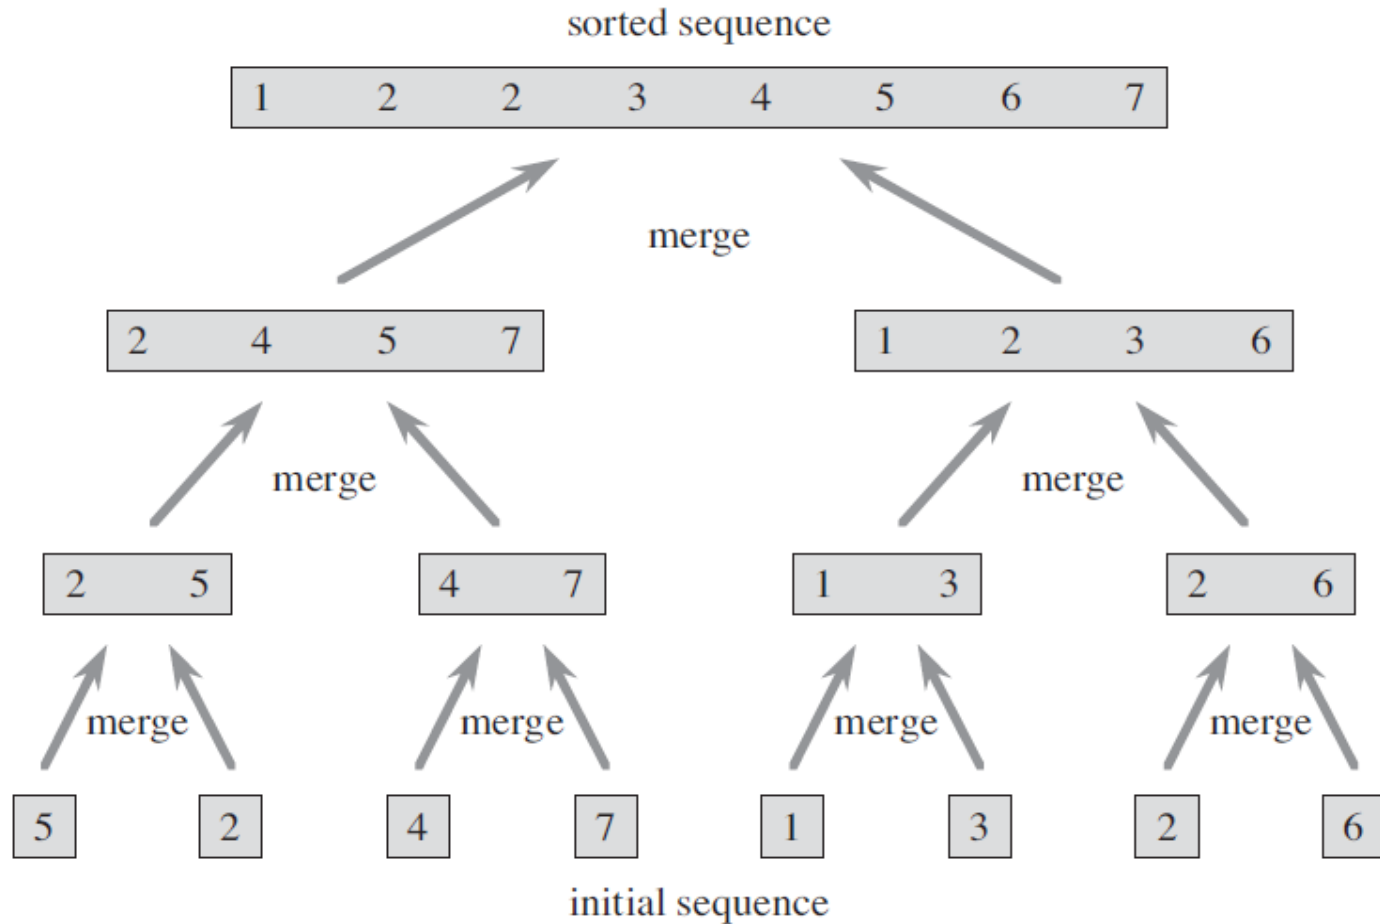 sorted sequence
1 2 2 3 4 5 6 7
merge
2 4 5 7 1 2 3 6
merge merge
2 5 4 7 1 3 2 6
merge merge merge merge
5 2 4 7 1 3 2 6
initial sequence